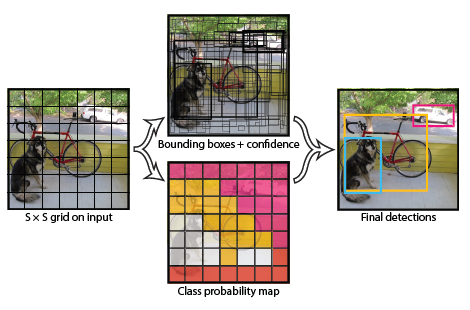 Bounding boxes + confidence
S × S grid on input
Final detections
Class probability map